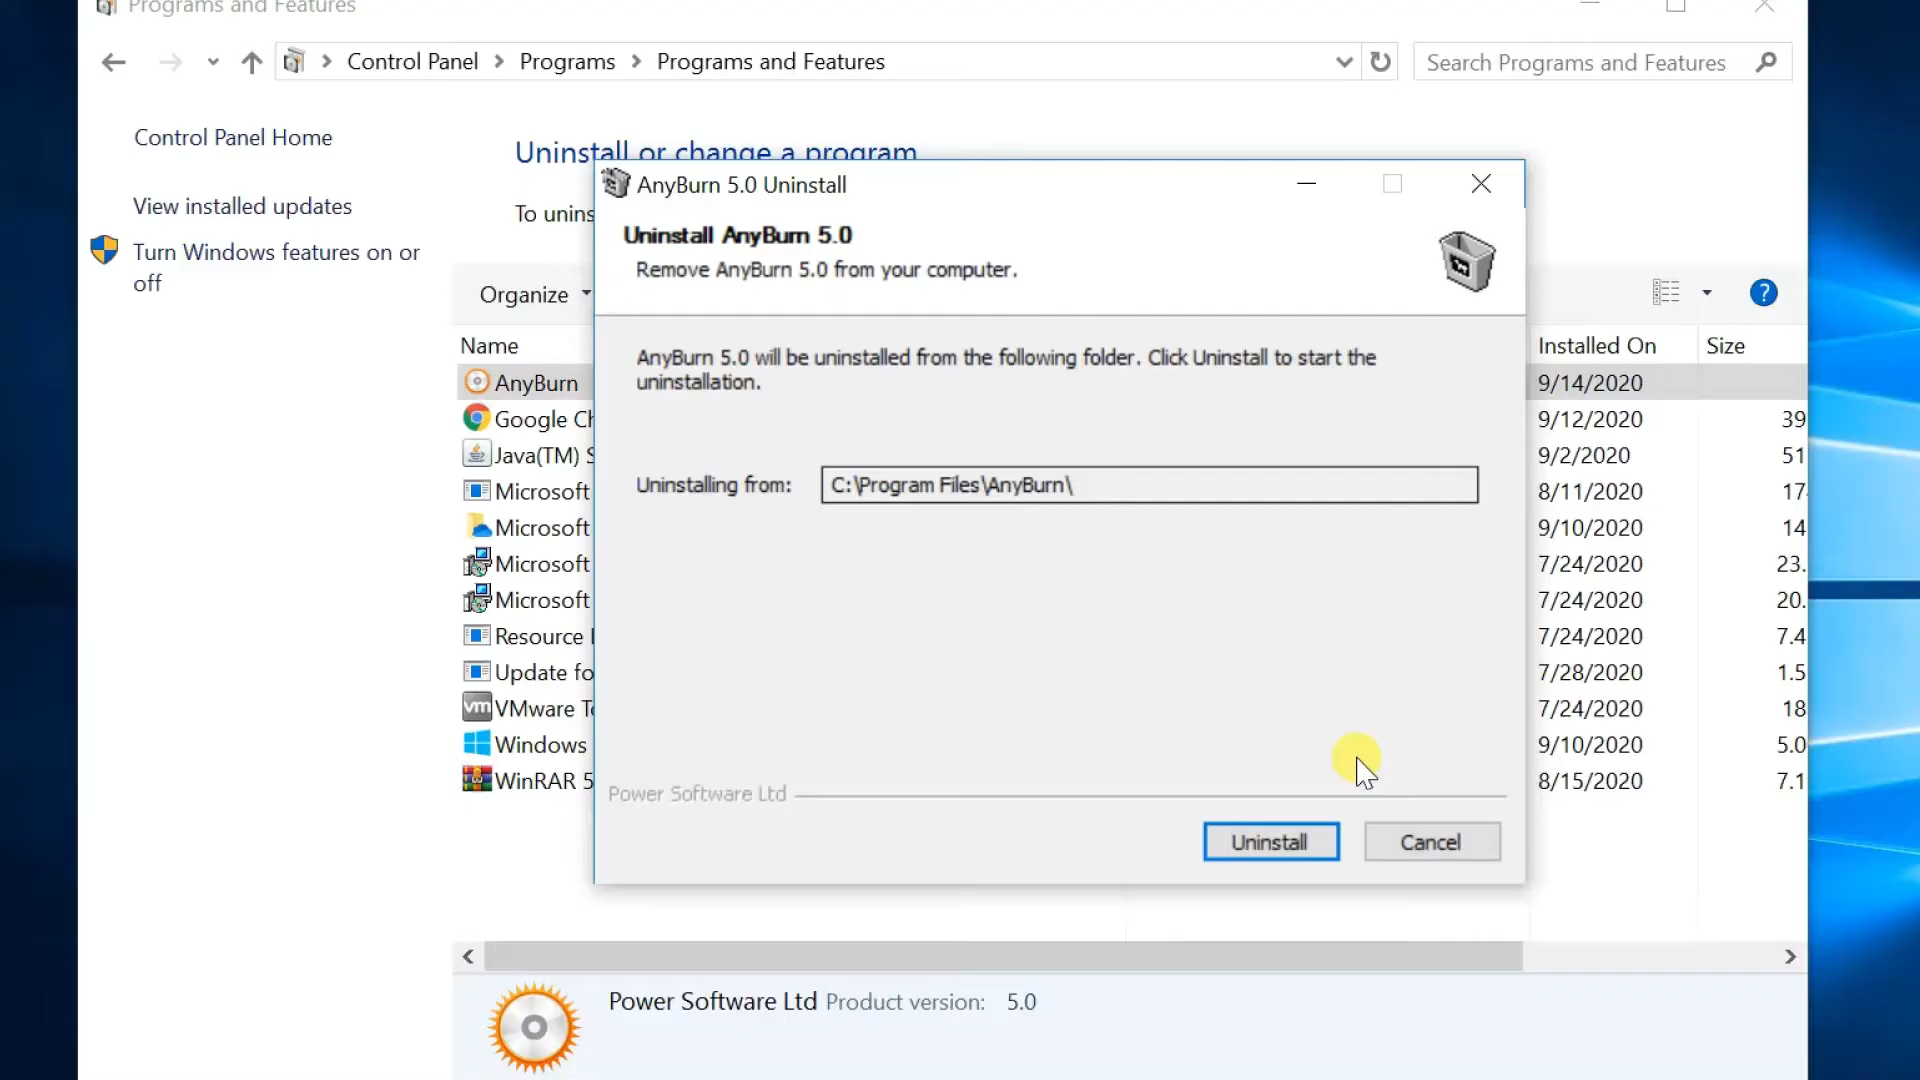 Programs and Features
Control Panel > Programs > Programs and Features
Search Programs and Features
Control Panel Home
View installed updates
Turn Windows features on or
off
Uninstall or change a program
To unins
Organize
Name
Installed On
Size
AnyBurn
9/14/2020
Google Ch
9/12/2020
39
Java(TM) S
9/2/2020
51
Microsoft
8/11/2020
17
Microsoft
9/10/2020
14
Microsoft
7/24/2020
23.
Microsoft
7/24/2020
20.
Resource
7/24/2020
7.4
Update fo
7/28/2020
1.5
vm
VMware To
7/24/2020
18
Windows
9/10/2020
5.0
WinRAR 5
8/15/2020
7.1
AnyBurn 5.0 Uninstall
Uninstall AnyBurn 5.0
Remove AnyBurn 5.0 from your computer.
AnyBurn 5.0 will be uninstalled from the following folder. Click Uninstall to start the
uninstallation.
Uninstalling from:
C:\Program Files\AnyBurn\
Power Software Ltd
Uninstall
Cancel
Power Software Ltd Product version: 5.0